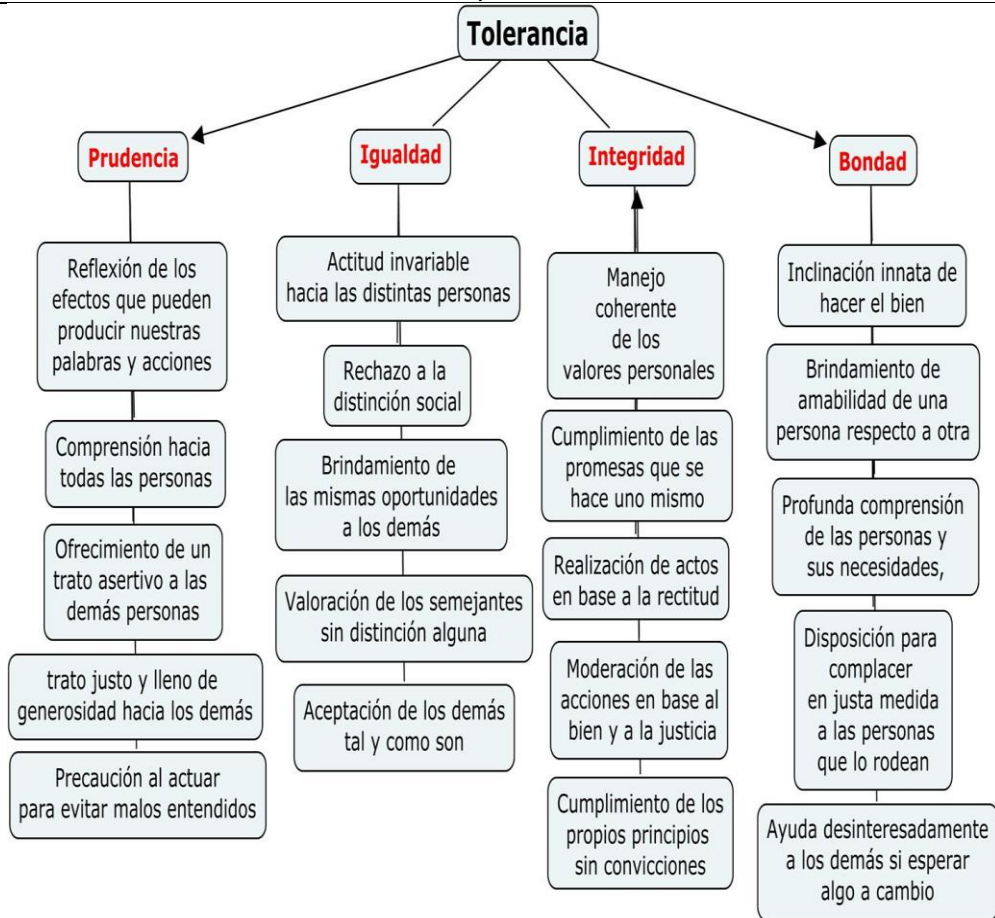 Tolerancia
Prudencia
Reflexión de los
efectos que pueden
producir nuestras
palabras y acciones
Comprensión hacia
todas las personas
Ofrecimiento de un
trato asertivo a las
demás personas
trato justo y lleno de
generosidad hacia los demás
Precaución al actuar
para evitar malos entendidos
Igualdad
Actitud invariable
hacia las distintas personas
Rechazo a la
distinción social
Brindamiento de
las mismas oportunidades
a los demás
Valoración de los semejantes
sin distinción alguna
Aceptación de los demás
tal y como son
Integridad
Manejo
coherente
de los
valores personales
Cumplimiento de las
promesas que se
hace uno mismo
Realización de actos
en base a la rectitud
Moderación de las
acciones en base al
bien y a la justicia
Cumplimiento de los
propios principios
sin convicciones
Bondad
Inclinación innata de
hacer el bien
Brindamiento de
amabilidad de una
persona respecto a otra
Profunda comprensión
de las personas y
sus necesidades,
Disposición para
complacer
en justa medida
a las personas
que lo rodean
Ayuda desinteresadamente
a los demás si esperar
algo a cambio